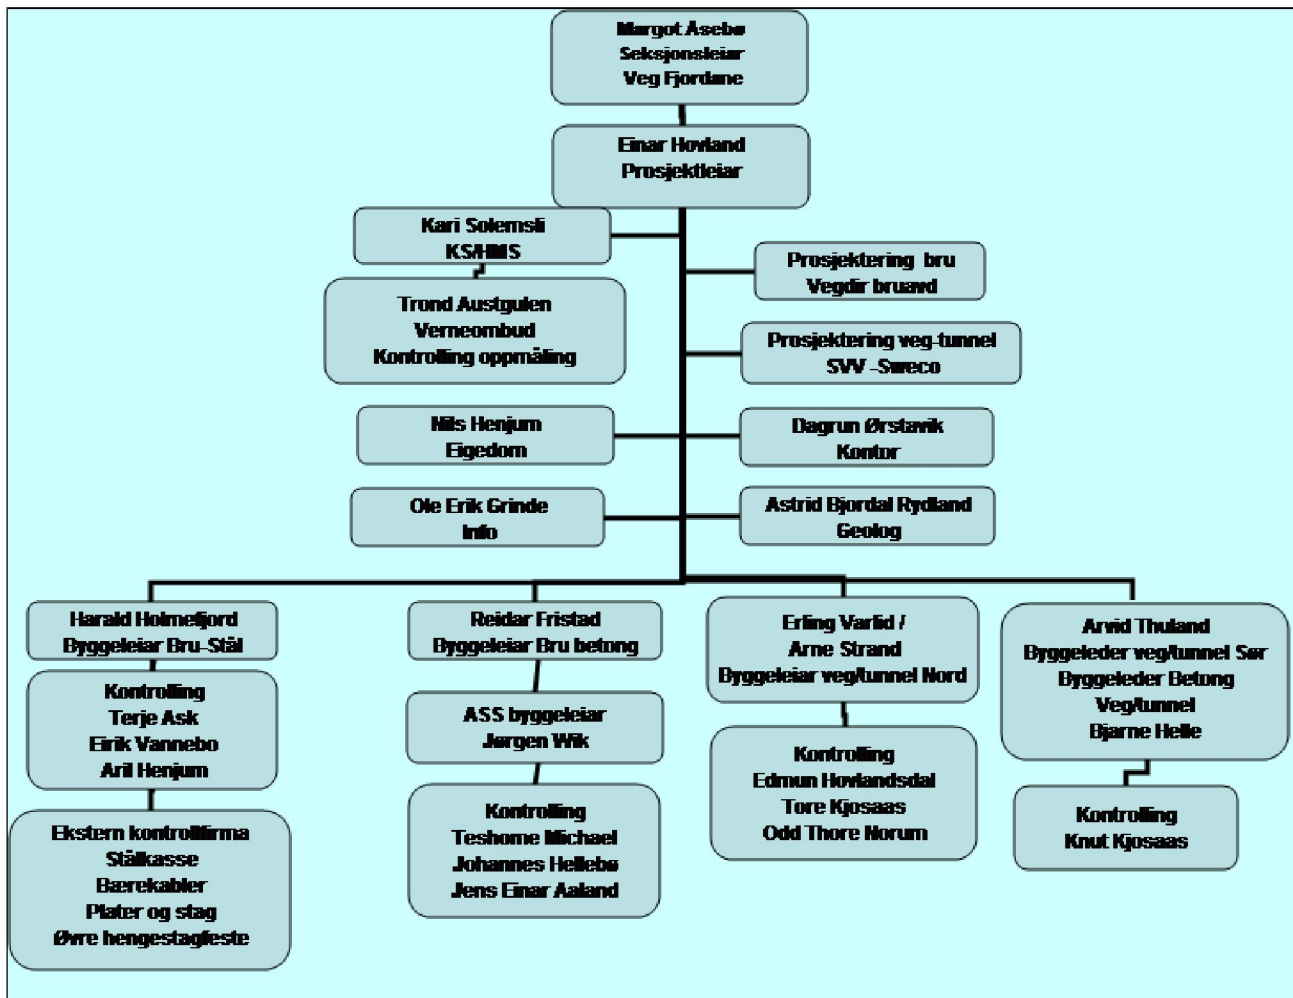 Margot Asebø
Seksjonsleiar
Veg Fjordane
Einar Hovland
Prosjektleiar
Kari Solemsli
KS/HMS
Trond Austgulen
Verneombud
Kontrolling oppmåling
Prosjektering bru
Vegdir bruavd
Prosjektering veg-tunnel
SVV -Sweco
Nils Henjum
Eigedom
Dagrun Ørstavik
Kontor
Ole Erik Grinde
Info
Astrid Bjordal Rydland
Geolog
Harald Holmefjord
Byggeleiar Bru-Stål
Kontrolling
Terje Ask
Eirik Vannebo
Aril Henjum
Ekstern kontrollfirma
Stålkasse
Bærekabler
Plater og stag
Øvre hengestagfeste
Reidar Fristad
Byggeleiar Bru betong
ASS byggeleiar
Jørgen Wik
Kontrolling
Teshome Michael
Johannes Hellebø
Jens Einar Aaland
Erling Varlid /
Arne Strand
Byggeleiar veg/tunnel Nord
Kontrolling
Edmun Hovlandsdal
Tore Kjosaas
Odd Thore Norum
Arvid Thuland
Byggeleder veg/tunnel Sør
Byggeleder Betong
Veg/tunnel
Bjarne Helle
Kontrolling
Knut Kjosaas